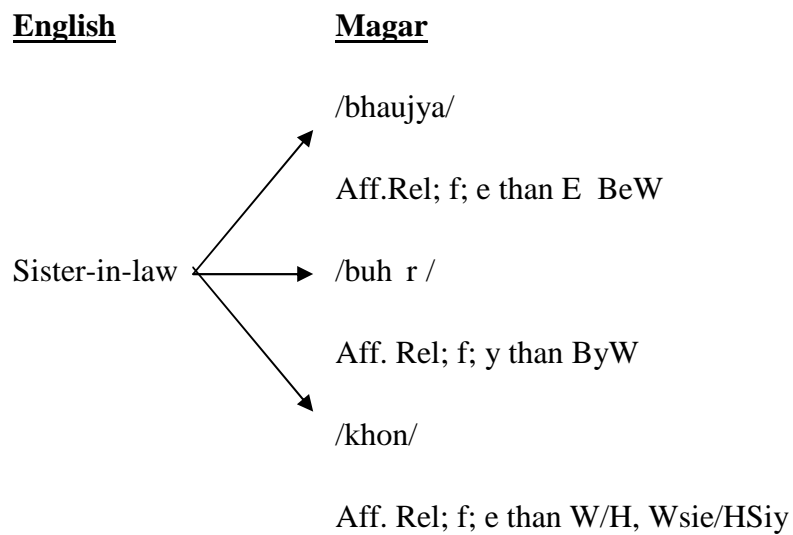 English Magar
/bhaujya/
Aff.Rel; f; e than E  BeW
Sister-in-law /buh  r /
Aff. Rel; f; y than ByW
/khon/
Aff. Rel; f; e than W/H, Wsie/HSiy